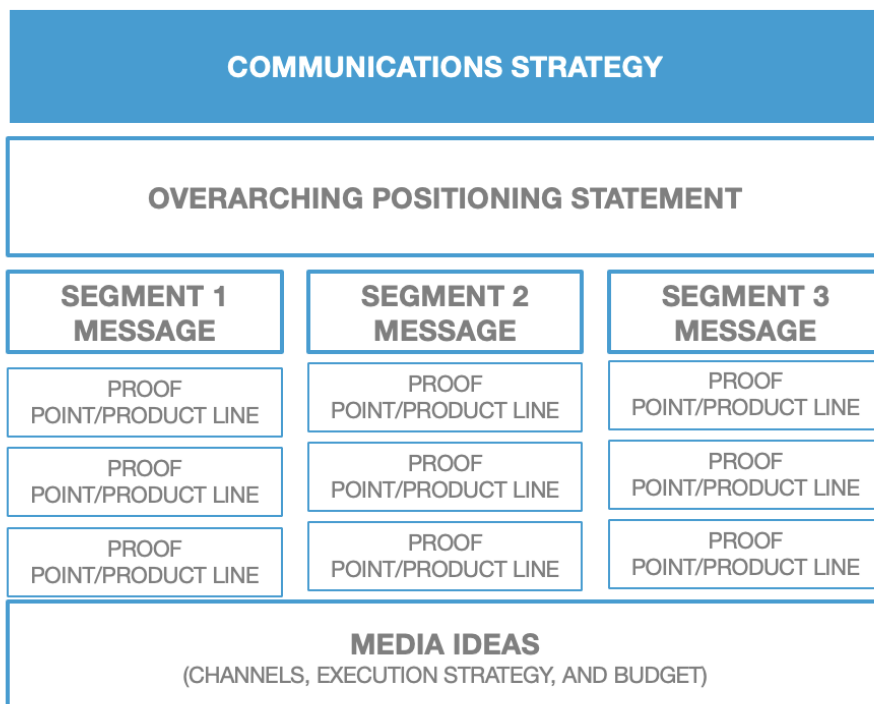 COMMUNICATIONS STRATEGY
OVERARCHING POSITIONING STATEMENT
SEGMENT 1
MESSAGE
SEGMENT 2
MESSAGE
SEGMENT 3
MESSAGE
PROOF
POINT/PRODUCT LINE
PROOF
POINT/PRODUCT LINE
PROOF
POINT/PRODUCT LINE
PROOF
POINT/PRODUCT LINE
PROOF
POINT/PRODUCT LINE
PROOF
POINT/PRODUCT LINE
PROOF
POINT/PRODUCT LINE
PROOF
POINT/PRODUCT LINE
PROOF
POINT/PRODUCT LINE
MEDIA IDEAS
(CHANNELS, EXECUTION STRATEGY, AND BUDGET)